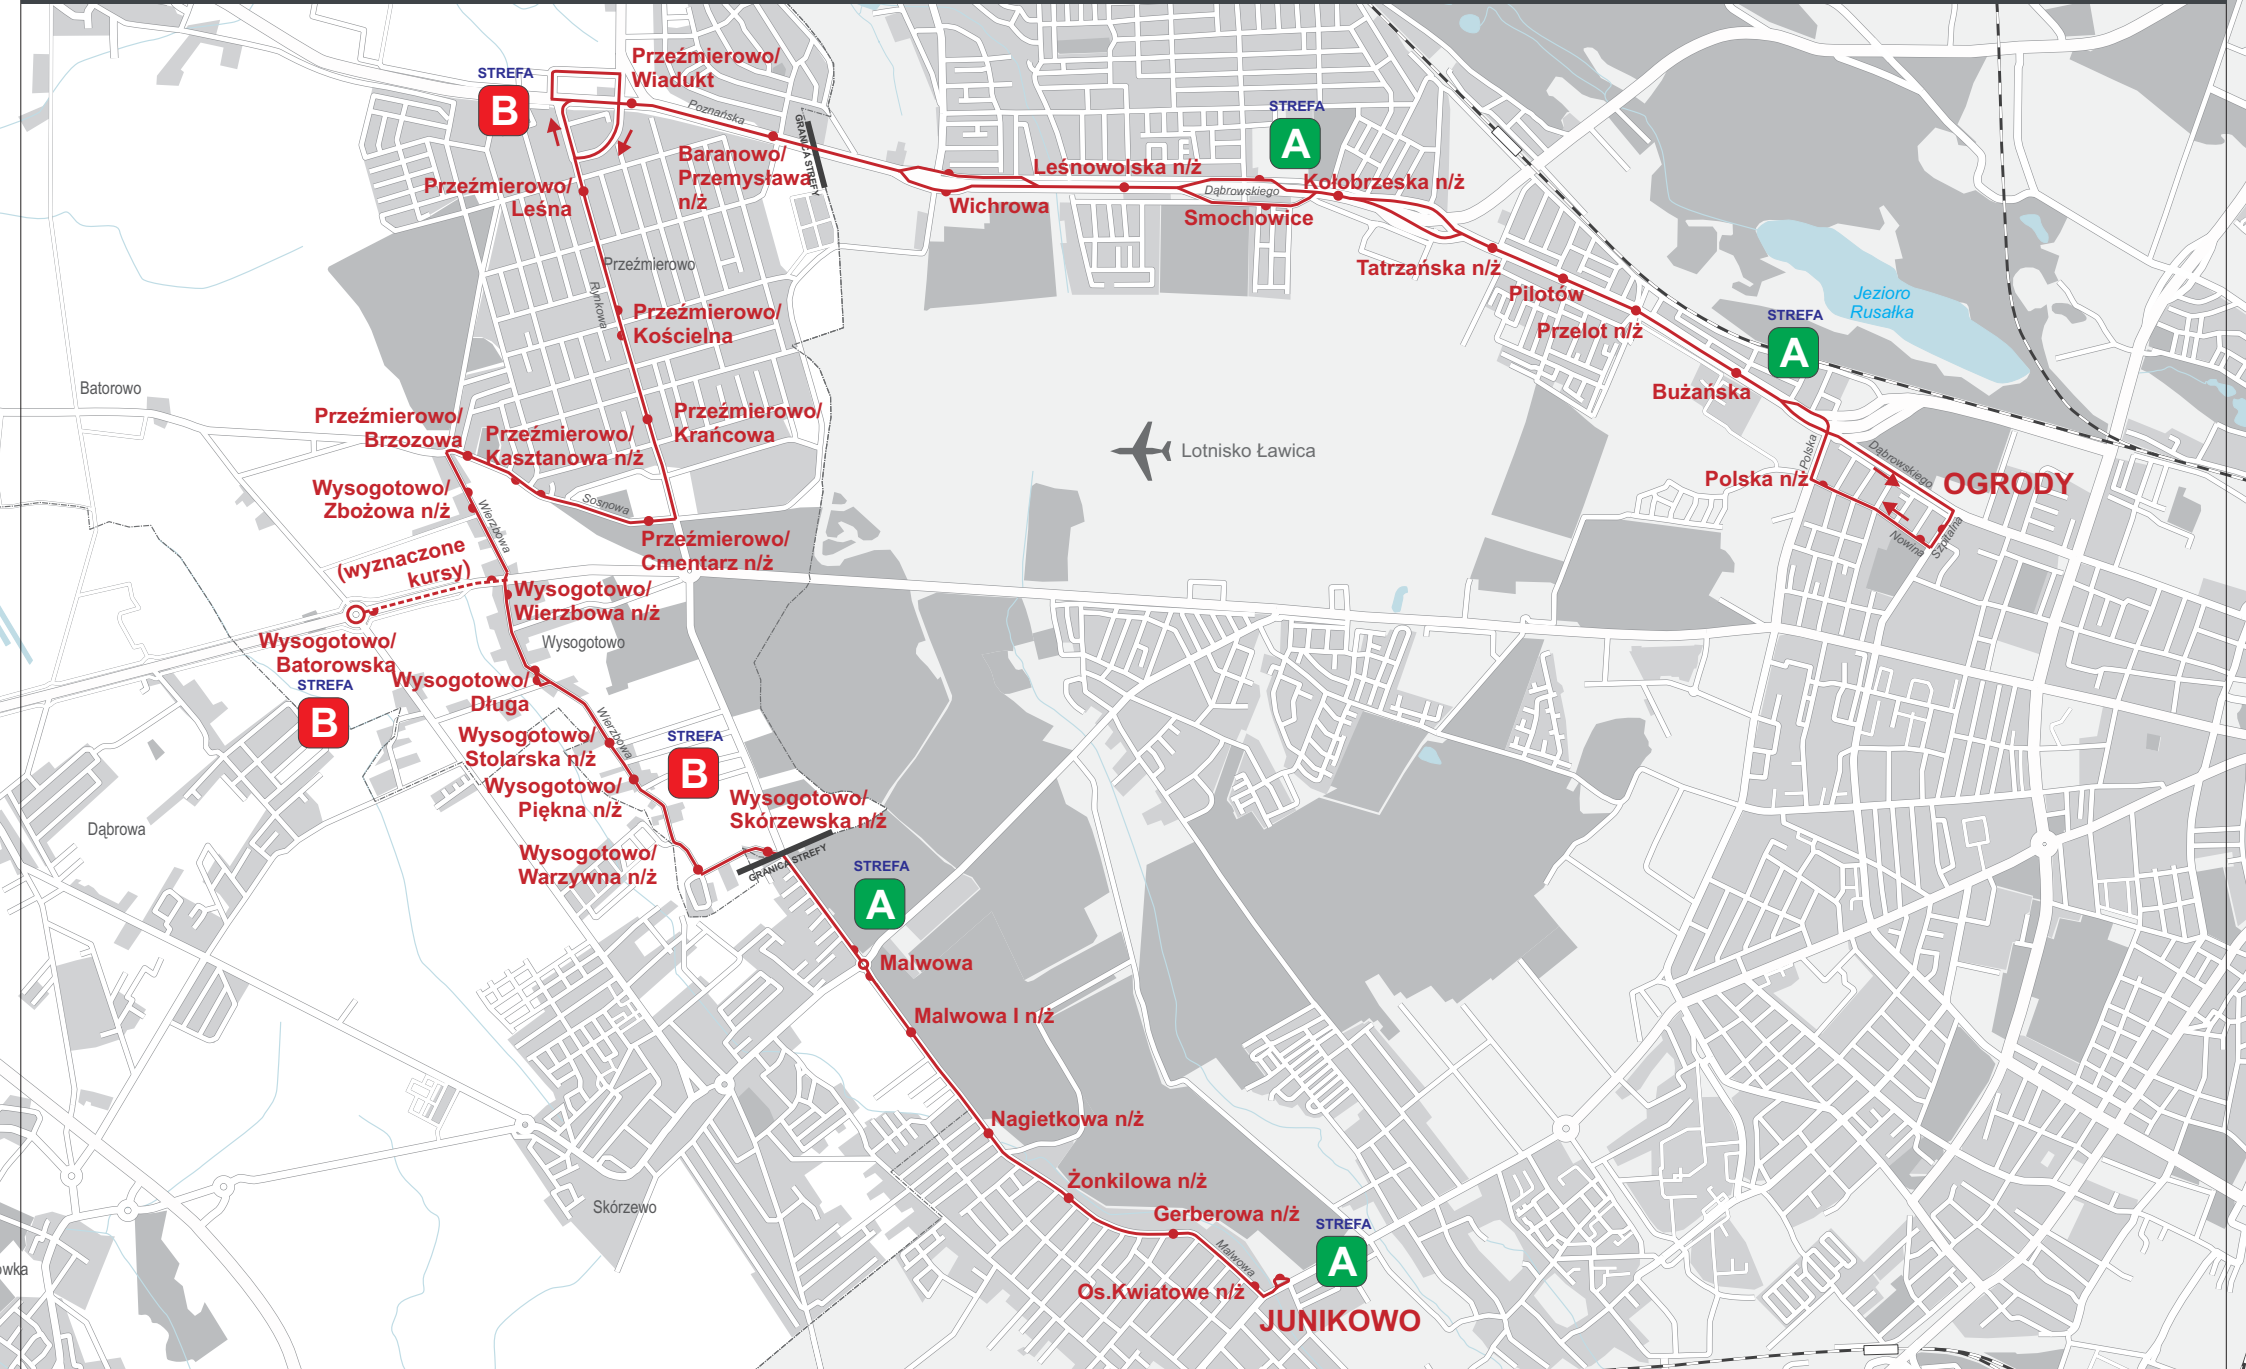 STREFA
B
Przeźmierowo/
Wiadukt
Poznańska
GRANICA STREFY
Baranowo/
Przemysława
n/ż
Przeźmierowo/
Leśna
Wichrowa
Leśnowolska n/ż
STREFA
A
Dąbrowskiego
Smochowice
Kołobrzeska n/ż
Tatrzańska n/ż
Pilotów
Przelot n/ż
Bużańska
STREFA
A
Jezioro
Rusałka
Polska
Polska n/ż
Dąbrowskiego
OGRODY
Nowina
Szpitalna
Przeźmierowo
Rynkowa
Przeźmierowo/
Kościelna
Przeźmierowo/
Krańcowa
Lotnisko Ławica
Batorowo
Przeźmierowo/
Brzozowa
Przeźmierowo/
Kasztanowa n/ż
Sosnowa
Przeźmierowo/
Cmentarz n/ż
Wysogotowo/
Zbożowa n/ż
Wierzbowa
(wyznaczone
kursy)
Wysogotowo/
Wierzbowa n/ż
Wysogotowo
Wysogotowo/
Batorowska
STREFA
B
Wysogotowo/
Długa
Wierzbowa
Wysogotowo/
Stolarska n/ż
STREFA
B
Wysogotowo/
Piękna n/ż
Wysogotowo/
Skórzewska n/ż
GRANICA STREFY
Wysogotowo/
Warzywna n/ż
Dąbrowa
STREFA
A
Malwowa
Malwowa I n/ż
Nagietkowa n/ż
Żonkilowa n/ż
Gerberowa n/ż
Malwowa
Skórzewo
STREFA
A
Os.Kwiatowe n/ż
JUNIKOWO